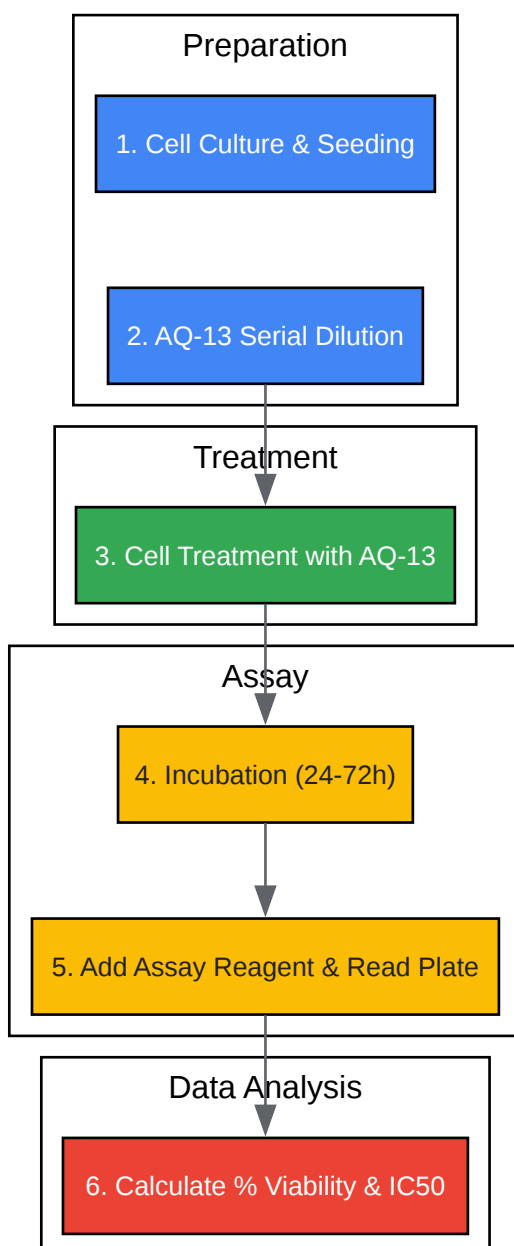 Preparation
1. Cell Culture & Seeding
2. AQ-13 Serial Dilution
Treatment
3. Cell Treatment with AQ-13
Assay
4. Incubation (24-72h)
5. Add Assay Reagent & Read Plate
Data Analysis
6. Calculate % Viability & IC50